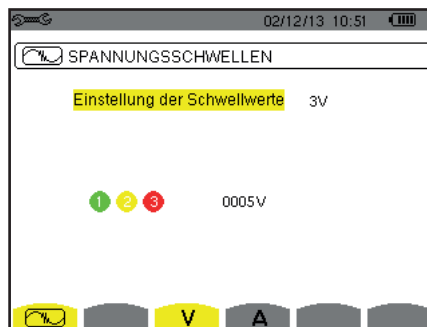 02/12/13 10:51
SPANNUNGSSCHWELLEN
Einstellung der Schwellwerte 3V
1 2 3 0005V
V A